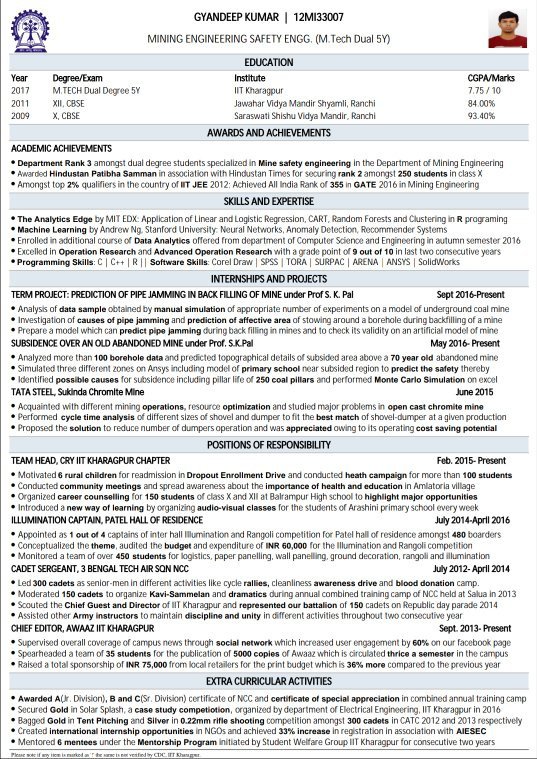 GYANDEEP KUMAR | 12MI33007
MINING ENGINEERING SAFETY ENGG. (M.Tech Dual 5Y)
EDUCATION
Year Degree/Exam Institute CGPA/Marks
2017 M.TECH Dual Degree 5Y IIT Kharagpur 7.75 / 10
2011 XII, CBSE Jawahar Vidya Mandir Shyamli, Ranchi 84.00%
2009 X, CBSE Saraswati Shishu Vidya Mandir, Ranchi 93.40%
AWARDS AND ACHIEVEMENTS
ACADEMIC ACHIEVEMENTS
• Department Rank 3 amongst dual degree students specialized in Mine safety engineering in the Department of Mining Engineering
• Awarded Hindustan Patibha Samman in association with Hindustan Times for securing rank 2 amongst 250 students in class X
• Amongst top 2% qualifiers in the country of IIT JEE 2012: Achieved All India Rank of 355 in GATE 2016 in Mining Engineering
SKILLS AND EXPERTISE
• The Analytics Edge by MIT EDX: Application of Linear and Logistic Regression, CART, Random Forests and Clustering in R programing
• Machine Learning by Andrew Ng, Stanford University: Neural Networks, Anomaly Detection, Recommender Systems
• Enrolled in additional course of Data Analytics offered from department of Computer Science and Engineering in autumn semester 2016
• Excelled in Operation Research and Advanced Operation Research with a grade point of 9 out of 10 in last two consecutive years
• Programming Skills: C | C++ | R || Software Skills: Corel Draw | SPSS | TORA | SURPAC | ARENA | ANSYS | SolidWorks
INTERNSHIPS AND PROJECTS
TERM PROJECT: PREDICTION OF PIPE JAMMING IN BACK FILLING OF MINE under Prof S. K. Pal Sept 2016-Present
• Analysis of data sample obtained by manual simulation of appropriate number of experiments on a model of underground coal mine
• Investigation of causes of pipe jamming and prediction of affective area of stowing around a borehole during backfilling of a mine
• Prepare a model which can predict pipe jamming during back filling in mines and to check its validity on an artificial model of mine
SUBSIDENCE OVER AN OLD ABANDONED MINE under Prof. S.K.Pal May 2016- Present
• Analyzed more than 100 borehole data and predicted topographical details of subsided area above a 70 year old abandoned mine
• Simulated three different zones on Ansys including model of primary school near subsided region to predict the safety thereby
• Identified possible causes for subsidence including pillar life of 250 coal pillars and performed Monte Carlo Simulation on excel
TATA STEEL, Sukinda Chromite Mine June 2015
• Acquainted with different mining operations, resource optimization and studied major problems in open cast chromite mine
• Performed cycle time analysis of different sizes of shovel and dumper to fit the best match of shovel-dumper at a given production
• Proposed the solution to reduce number of dumpers operation and was appreciated owing to its operating cost saving potential
POSITIONS OF RESPONSIBILITY
TEAM HEAD, CRY IIT KHARAGPUR CHAPTER Feb. 2015- Present
• Motivated 6 rural children for readmission in Dropout Enrollment Drive and conducted heath campaign for more than 100 students
• Conducted community meetings and spread awareness about the importance of health and education in Amlatoria village
• Organized career counselling for 150 students of class X and XII at Balrampur High school to highlight major opportunities
• Introduced a new way of learning by organizing audio-visual classes for the students of Arashini primary school every week
ILLUMINATION CAPTAIN, PATEL HALL OF RESIDENCE July 2014-April 2016
• Appointed as 1 out of 4 captains of inter hall Illumination and Rangoli competition for Patel hall of residence amongst 480 boarders
• Conceptualized the theme, audited the budget and expenditure of INR 60,000 for the Illumination and Rangoli competition
• Monitored a team of over 450 students for logistics, paper panelling, wall panelling, ground decoration, rangoli and illumination
CADET SERGEANT, 3 BENGAL TECH AIR SQN NCC July 2012- April 2014
• Led 300 cadets as senior-men in different activities like cycle rallies, cleanliness awareness drive and blood donation camp.
• Moderated 150 cadets to organize Kavi-Sammelan and dramatics during annual combined training camp of NCC held at Salua in 2013
• Scouted the Chief Guest and Director of IIT Kharagpur and represented our battalion of 150 cadets on Republic day parade 2014
• Assisted other Army instructors to maintain discipline and unity in different activities throughout two consecutive year
CHIEF EDITOR, AWAAZ IIT KHARAGPUR Sept. 2013- Present
• Supervised overall coverage of campus news through social network which increased user engagement by 60% on our facebook page
• Spearheaded a team of 35 students for the publication of 5000 copies of Awaaz which is circulated thrice a semester in the campus
• Raised a total sponsorship of INR 75,000 from local retailers for the print budget which is 36% more compared to the previous year
EXTRA CURRICULAR ACTIVITIES
• Awarded A(Jr. Division), B and C(Sr. Division) certificate of NCC and certificate of special appreciation in combined annual training camp
• Secured Gold in Solar Splash, a case study competition, organized by department of Electrical Engineering, IIT Kharagpur in 2016
• Bagged Gold in Tent Pitching and Silver in 0.22mm rifle shooting competition amongst 300 cadets in CATC 2012 and 2013 respectively
• Created international internship opportunities in NGOs and achieved 33% increase in registration in association with AIESEC
• Mentored 6 mentees under the Mentorship Program initiated by Student Welfare Group IIT Kharagpur for consecutive two years
Please note if any item is marked as '!' the same is not verified by CDC, IIT Kharagpur.